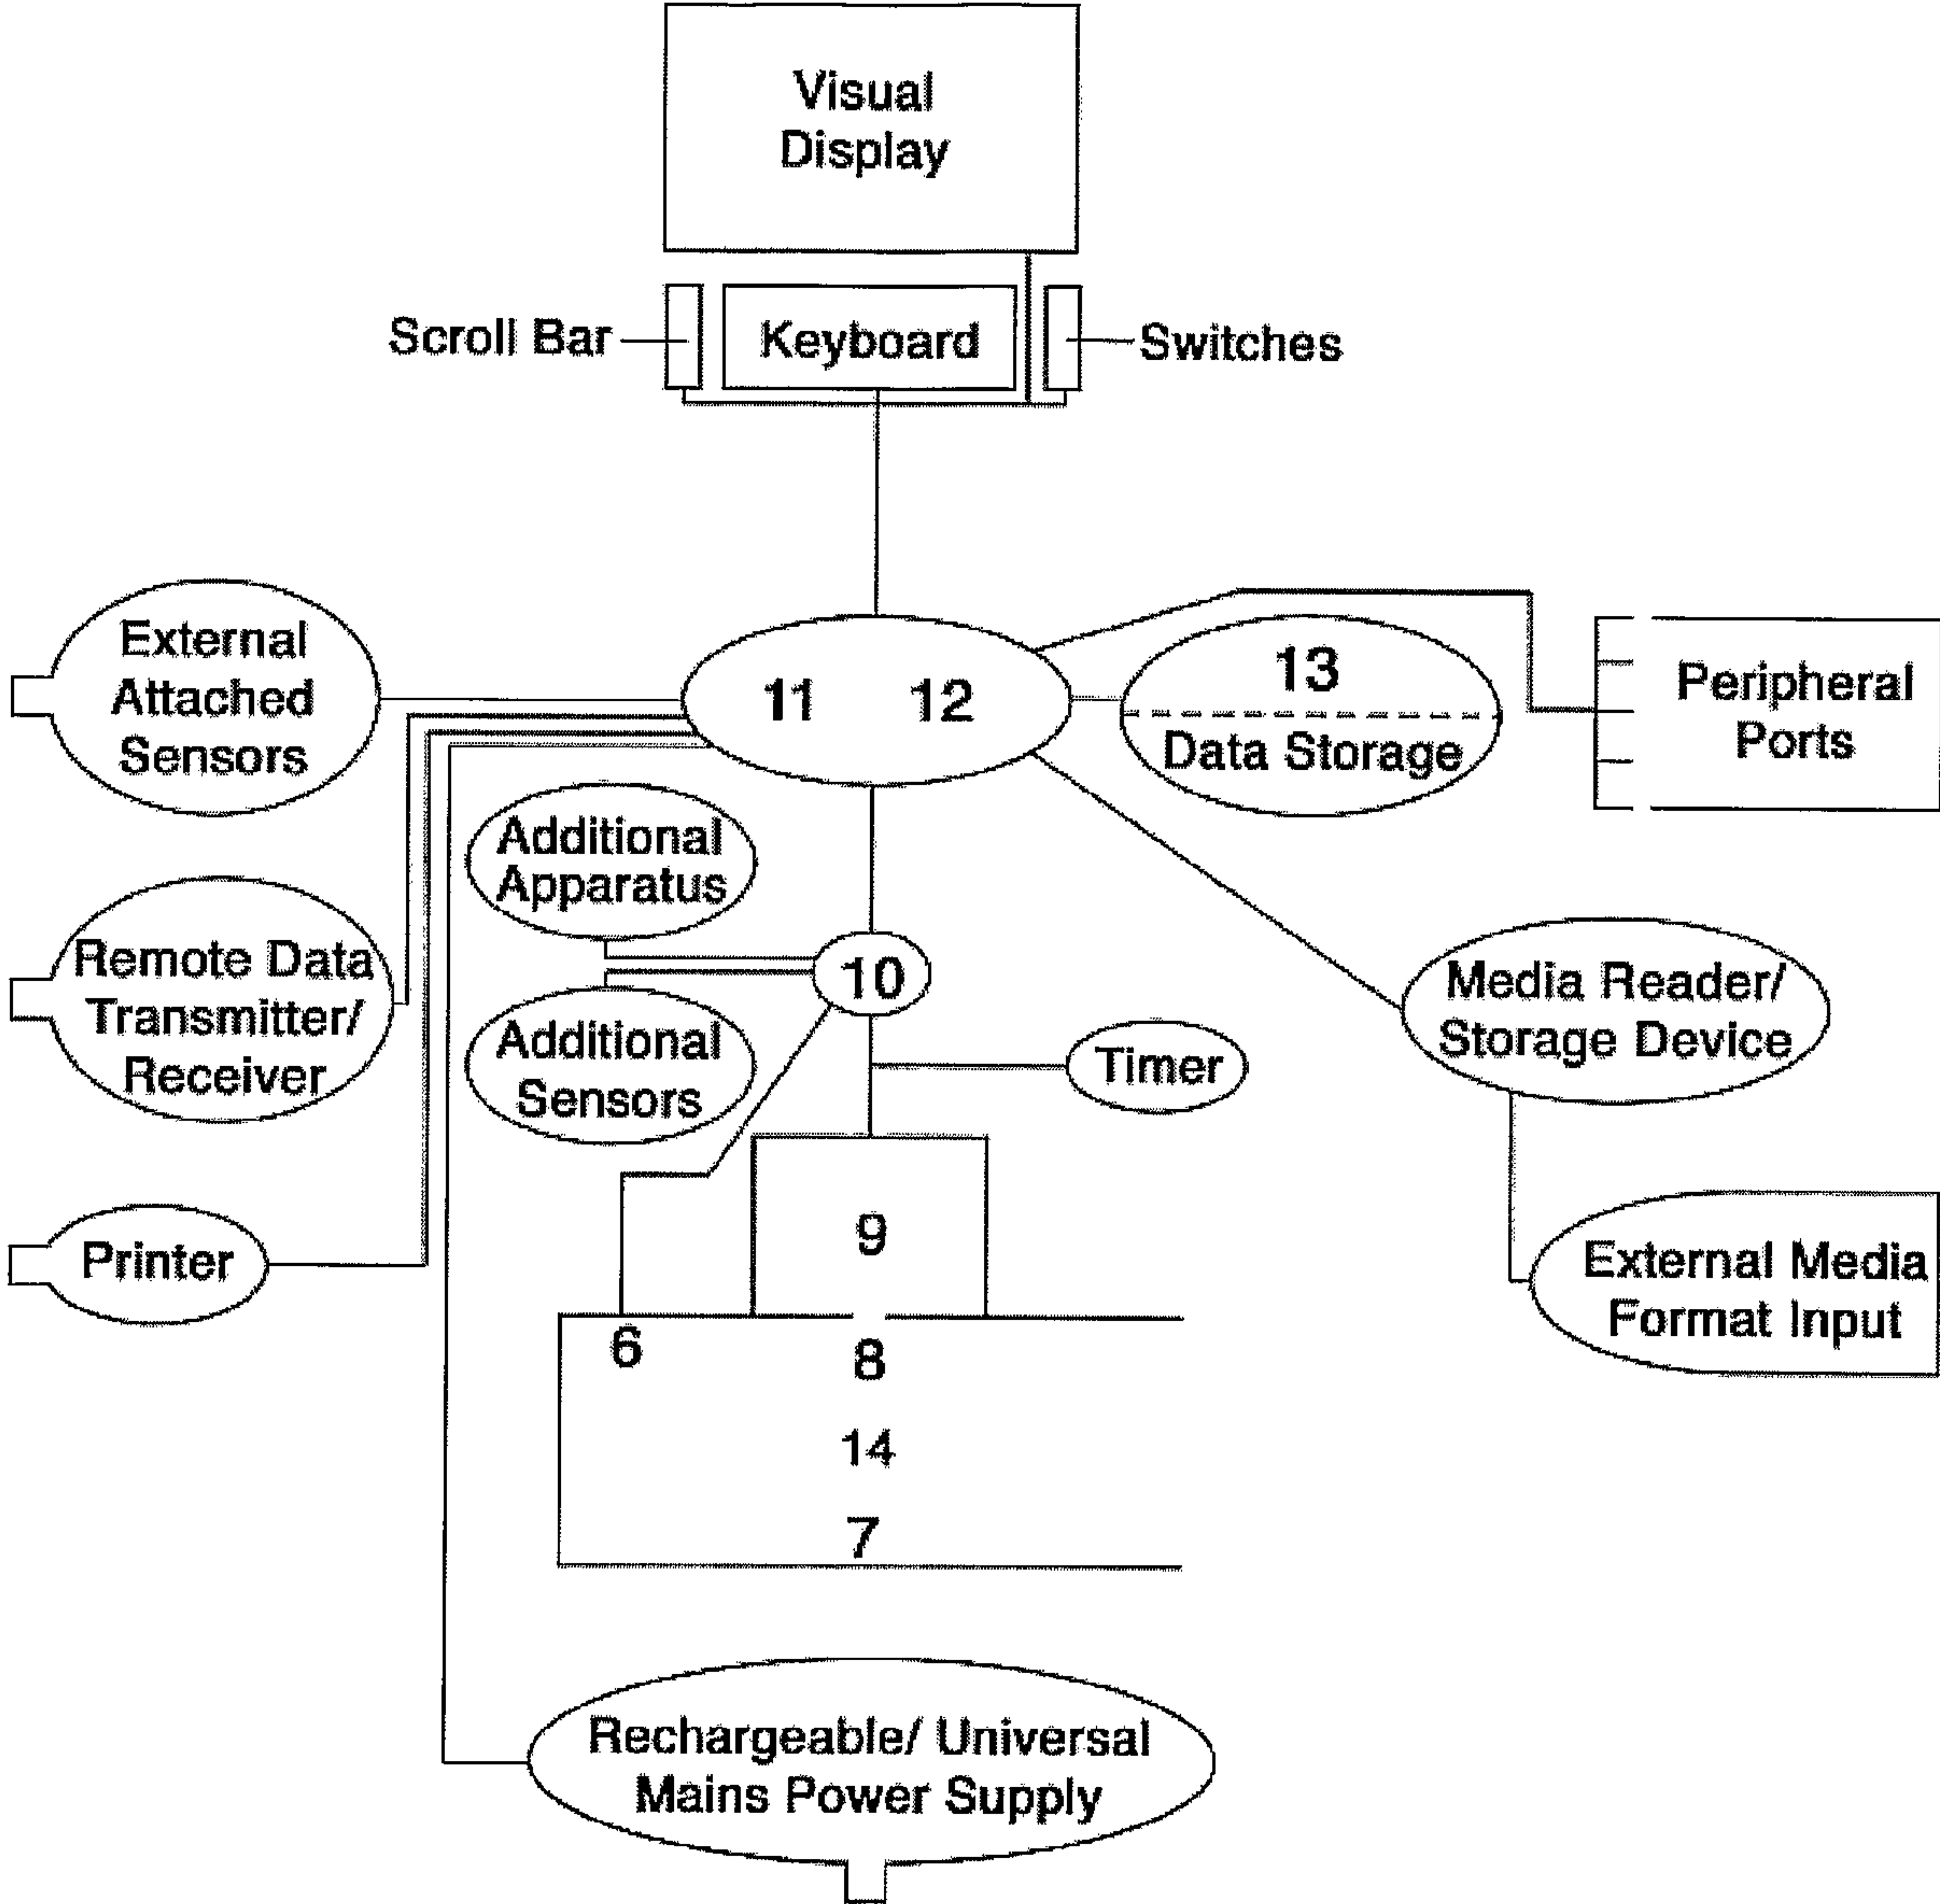 Visual
Display
Scroll Bar
Keyboard
Switches
External
Attached
Sensors
11 12
13
Data Storage
Peripheral
Ports
Additional
Apparatus
Remote Data
Transmitter/
Receiver
10
Additional
Sensors
Timer
Media Reader/
Storage Device
Printer
9
External Media
Format Input
6
8
14
7
Rechargeable/ Universal
Mains Power Supply